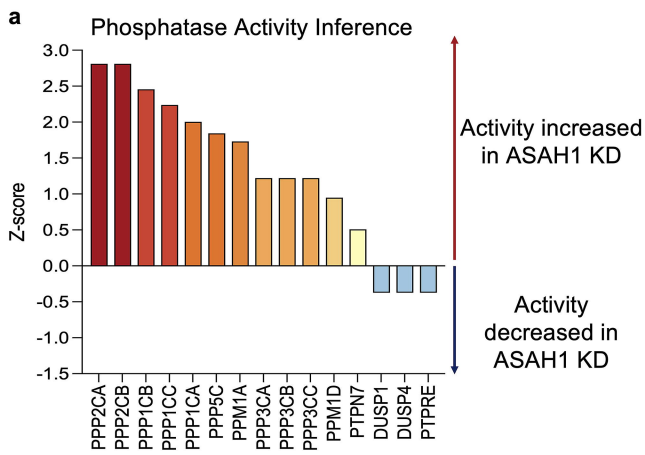 a
Phosphatase Activity Inference
3.0
2.5
2.0
1.5
1.0
0.5
0.0
-0.5
-1.0
-1.5
Z-score
Activity increased
in ASAH1 KD
Activity
decreased in
ASAH1 KD
PPP2CA
PPP2CB
PPP1CB
PPP1CC
PPP1CA
PPP5C
PPM1A
PPP3CA
PPP3CB
PPP3CC
PPM1D
PTPN7
DUSP1
DUSP4
PTPRE